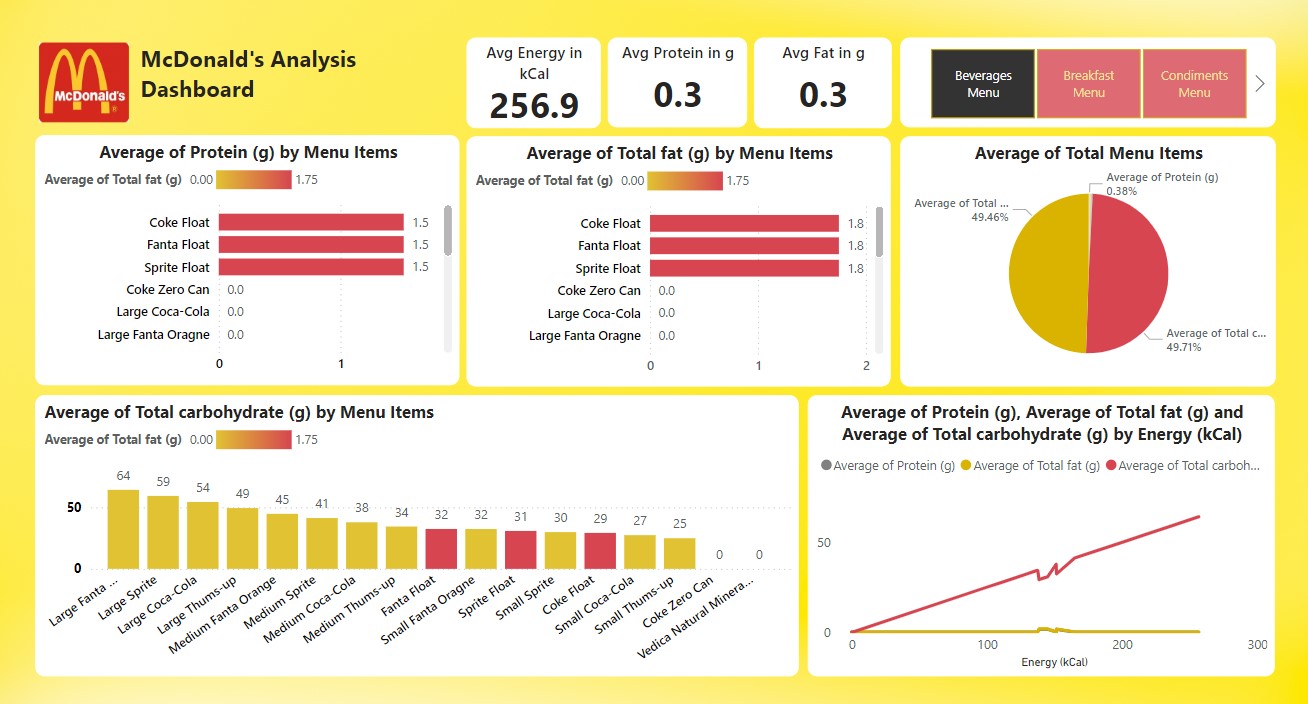 McDonald's
®
McDonald's Analysis
Dashboard
Avg Energy in
kCal
256.9
Avg Protein in g
0.3
Avg Fat in g
0.3
Beverages
Menu
Breakfast
Menu
Condiments
Menu
Average of Protein (g) by Menu Items
Average of Total fat (g) 0.00 1.75
Coke Float 1.5
Fanta Float 1.5
Sprite Float 1.5
Coke Zero Can 0.0
Large Coca-Cola 0.0
Large Fanta Oragne 0.0
0 1
Average of Total fat (g) by Menu Items
Average of Total fat (g) 0.00 1.75
Coke Float 1.8
Fanta Float 1.8
Sprite Float 1.8
Coke Zero Can 0.0
Large Coca-Cola 0.0
Large Fanta Oragne 0.0
0 1 2
Average of Total Menu Items
Average of Protein (g)
0.38%
Average of Total ...
49.46%
Average of Total c...
49.71%
Average of Total carbohydrate (g) by Menu Items
Average of Total fat (g) 0.00 1.75
64 59 54 49 45 41 38 34 32 32 31 30 29 27 25 0 0
50
0
Large Fanta ...
Large Sprite
Large Coca-Cola
Large Thums-up
Medium Fanta Orange
Medium Sprite
Medium Coca-Cola
Medium Thums-up
Fanta Float
Small Fanta Oragne
Sprite Float
Small Sprite
Coke Float
Small Coca-Cola
Small Thums-up
Coke Zero Can
Vedica Natural Minera...
Average of Protein (g), Average of Total fat (g) and
Average of Total carbohydrate (g) by Energy (kCal)
Average of Protein (g) Average of Total fat (g) Average of Total carboh...
50
0
0 100 200 300
Energy (kCal)